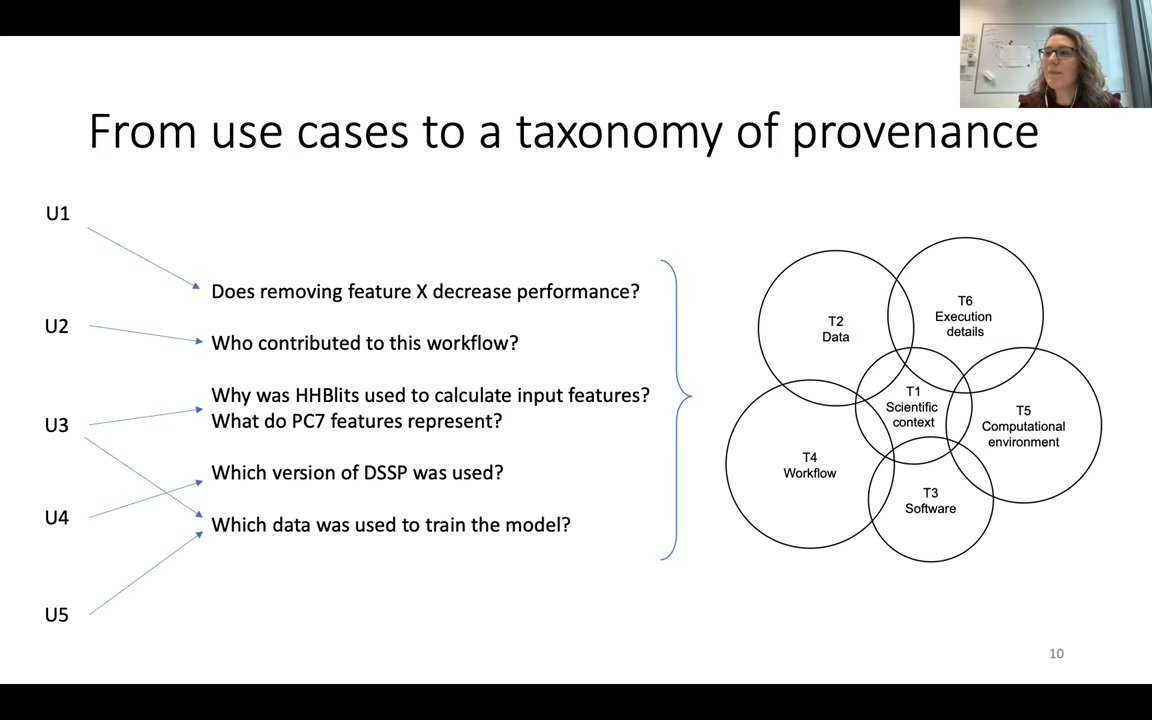 From use cases to a taxonomy of provenance
U1
U2
U3
U4
U5
Does removing feature X decrease performance?
Who contributed to this workflow?
Why was HHBlits used to calculate input features?
What do PC7 features represent?
Which version of DSSP was used?
Which data was used to train the model?
T2
Data
T6
Execution
details
T1
Scientific
context
T5
Computational
environment
T4
Workflow
T3
Software
10